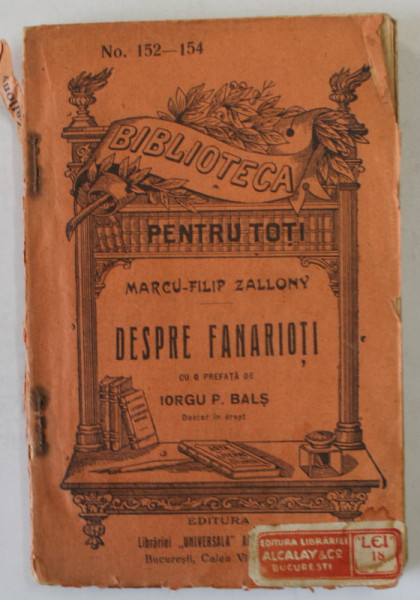 No. 152—154
BIBLIOTECA
PENTRU TOȚI
MARCU-FILIP ZALLONY
DESPRE FANARIOȚI
CU O PREFAȚĂ DE
IORGU P. BALȘ
Doctor în drept
EDITURA
Librăriei „UNIVERSALA"
București, Calea
EDITURA LIBRĂRIEI
ALCALAY & Co
BUCUREȘTI
LEI
18